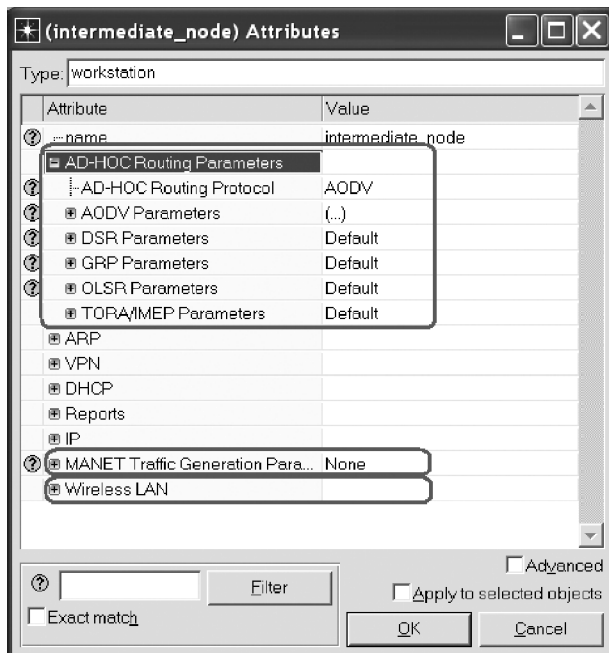 (intermediate_node) Attributes
Type: workstation
Attribute Value
name intermediate_node
AD-HOC Routing Parameters
AD-HOC Routing Protocol AODV
AODV Parameters (...)
DSR Parameters Default
GRP Parameters Default
OLSR Parameters Default
TORA/IMEP Parameters Default
ARP
VPN
DHCP
Reports
IP
MANET Traffic Generation Para... None
Wireless LAN
Advanced
Filter
Apply to selected objects
Exact match
OK Cancel